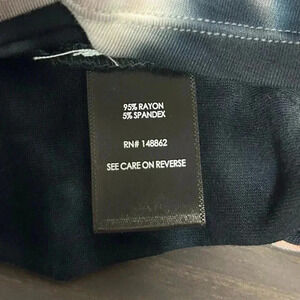 95% RAYON
5% SPANDEX
RN# 148862
SEE CARE ON REVERSE